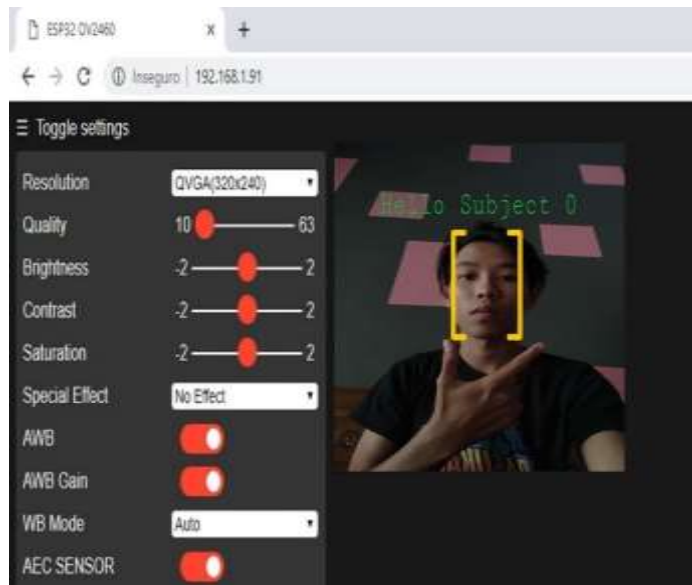 ESP32 OV2460 x +
Inseguro | 192.168.1.91
Toggle settings
Resolution QVGA(320x240)
Quality 10 63
Brightness -2 2
Contrast -2 2
Saturation -2 2
Special Effect No Effect
AWB
AWB Gain
WB Mode Auto
AEC SENSOR
Hello Subject 0